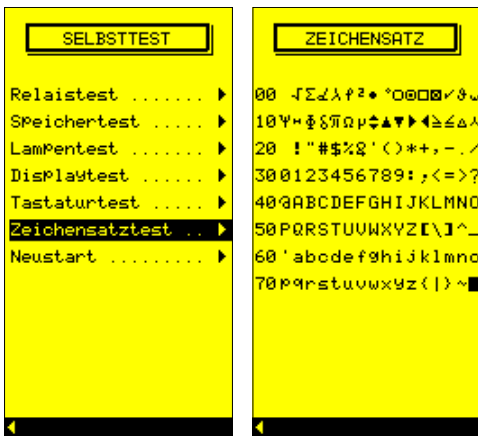 SELBSTTEST
Relaistest .......
Speichertest .....
Lampentest .......
Displaytest ......
Tastaturtest .....
Zeichensatztest ..
Neustart .........
ZEICHENSATZ
00
10
20 !"#$%&'()*+,-./
30 0123456789:;<=>?
40 @ABCDEFGHIJKLMNO
50 PQRSTUVWXYZ[\]^_
60 'abcdefghijklmno
70 pqrstuvwxyz{|}~